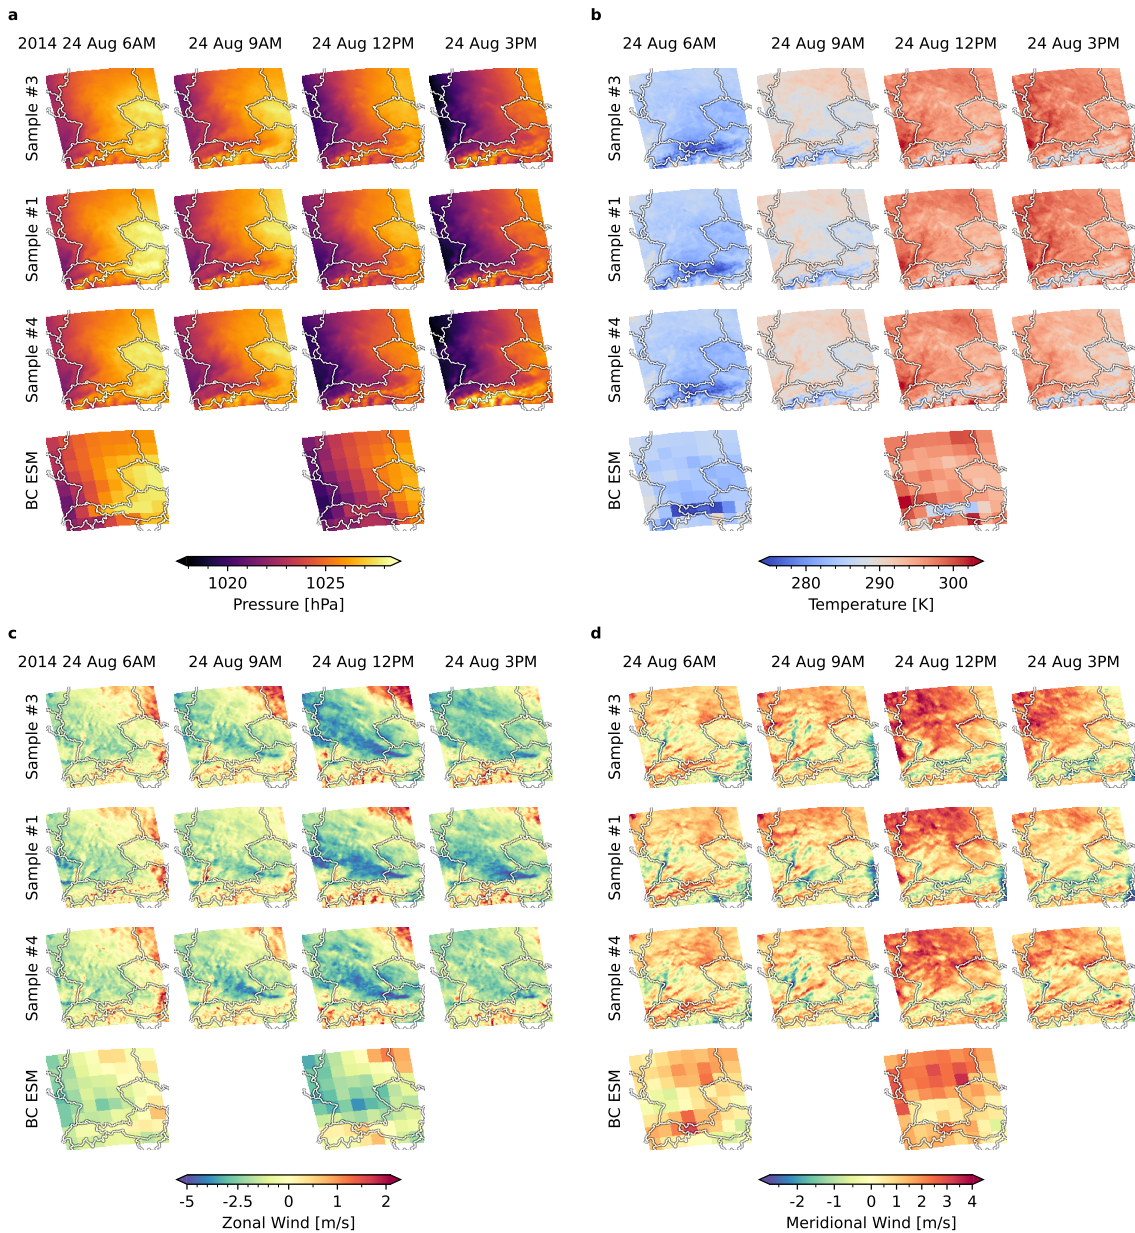 a
2014 24 Aug 6AM 24 Aug 9AM 24 Aug 12PM 24 Aug 3PM
Sample #3
Sample #1
Sample #4
BC ESM
1020 1025
Pressure [hPa]
b
24 Aug 6AM 24 Aug 9AM 24 Aug 12PM 24 Aug 3PM
Sample #3
Sample #1
Sample #4
BC ESM
280 290 300
Temperature [K]
c
2014 24 Aug 6AM 24 Aug 9AM 24 Aug 12PM 24 Aug 3PM
Sample #3
Sample #1
Sample #4
BC ESM
-5 -2.5 0 1 2
Zonal Wind [m/s]
d
24 Aug 6AM 24 Aug 9AM 24 Aug 12PM 24 Aug 3PM
Sample #3
Sample #1
Sample #4
BC ESM
-2 -1 0 1 2 3 4
Meridional Wind [m/s]